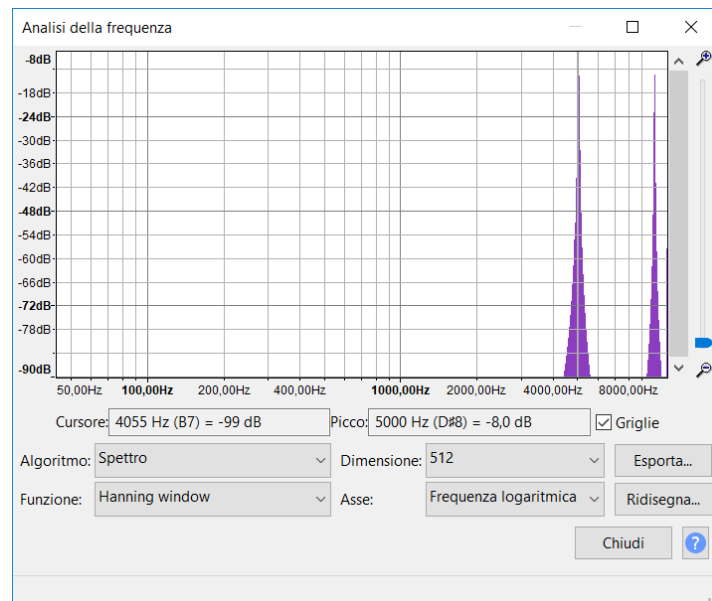 Analisi della frequenza
-8dB
-18dB
-24dB
-30dB
-36dB
-42dB
-48dB
-54dB
-60dB
-66dB
-72dB
-78dB
-90dB
50,00Hz 100,00Hz 200,00Hz 400,00Hz 1000,00Hz 2000,00Hz 4000,00Hz 8000,00Hz
Cursore: 4055 Hz (B7) = -99 dB Picco: 5000 Hz (D♯8) = -8,0 dB Griglie
Algoritmo: Spettro Dimensione: 512 Esporta...
Funzione: Hanning window Asse: Frequenza logaritmica Ridisegna...
Chiudi ?